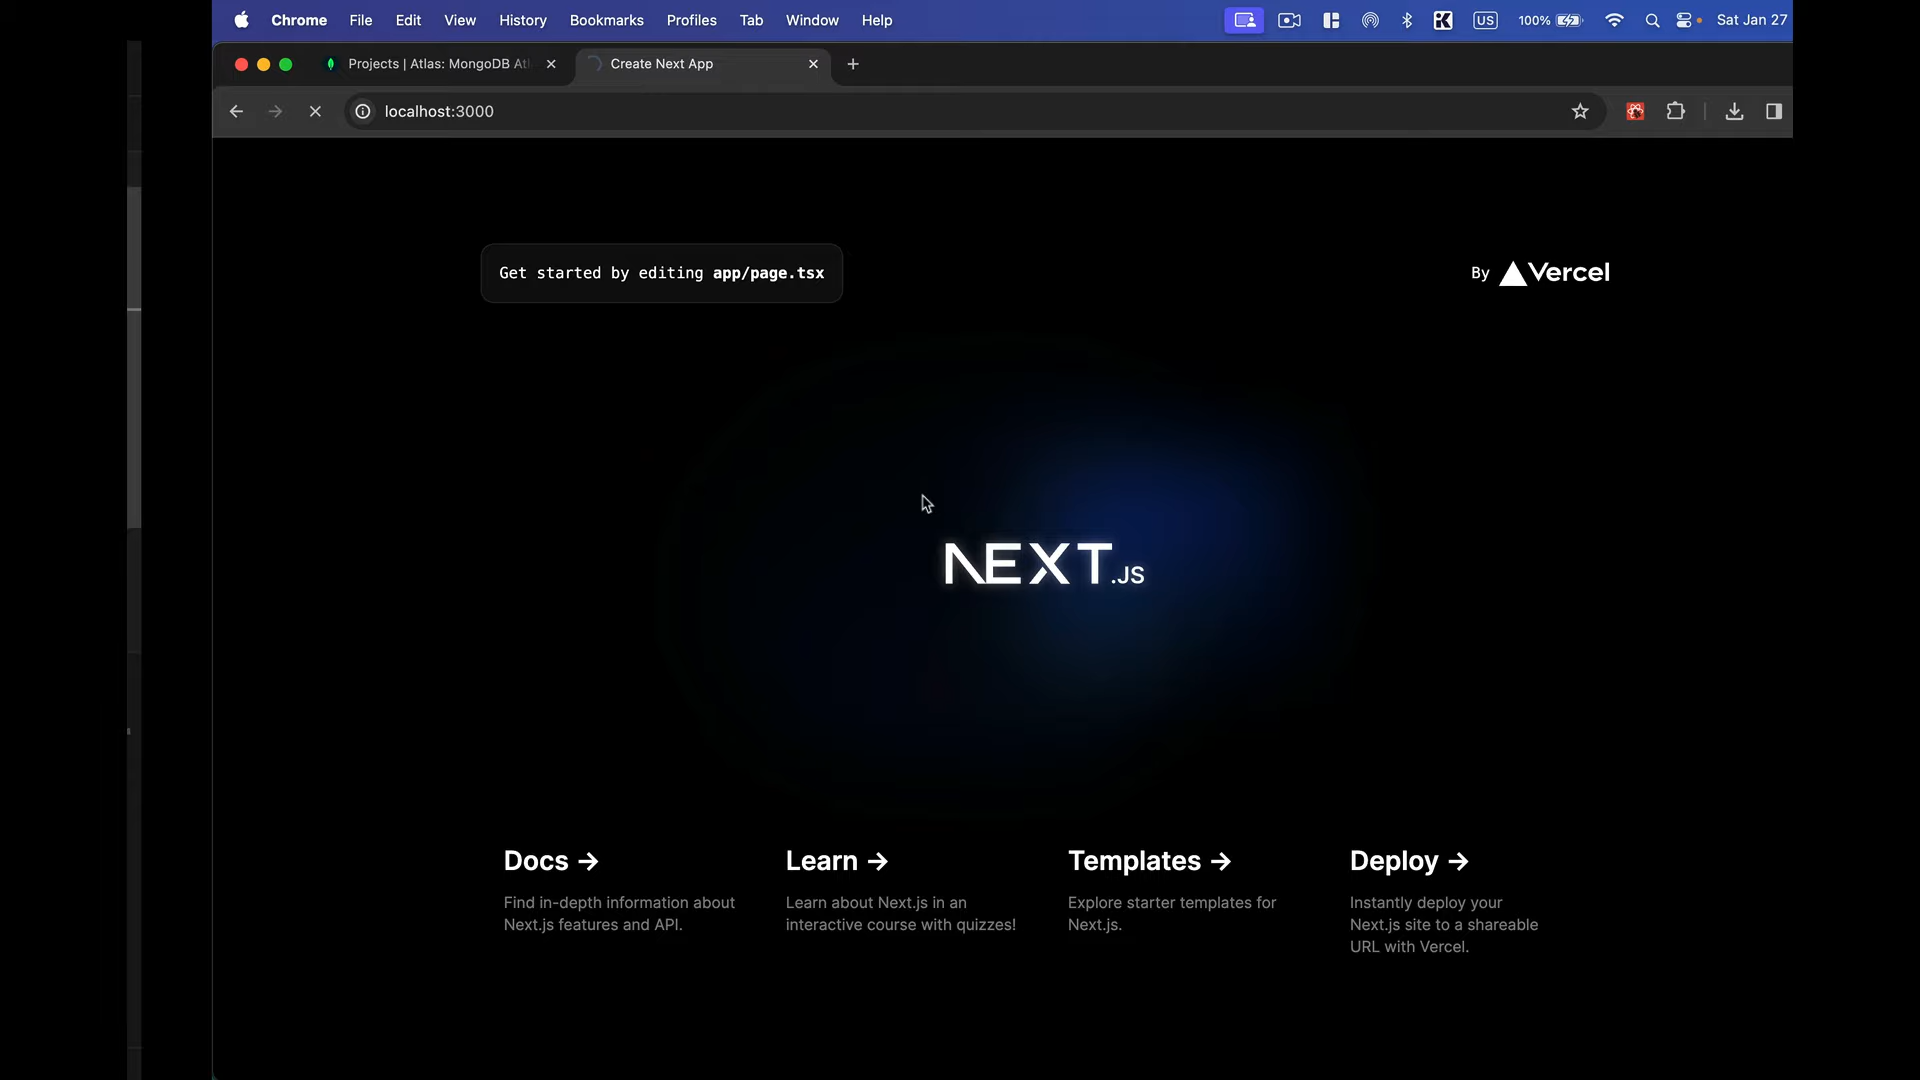 Chrome File Edit View History Bookmarks Profiles Tab Window Help US 100% Sat Jan 27
Projects | Atlas: MongoDB Atl Create Next App
localhost:3000
Get started by editing app/page.tsx
By Vercel
NEXT.JS
Docs →
Find in-depth information about
Next.js features and API.
Learn →
Learn about Next.js in an
interactive course with quizzes!
Templates →
Explore starter templates for
Next.js.
Deploy →
Instantly deploy your
Next.js site to a shareable
URL with Vercel.